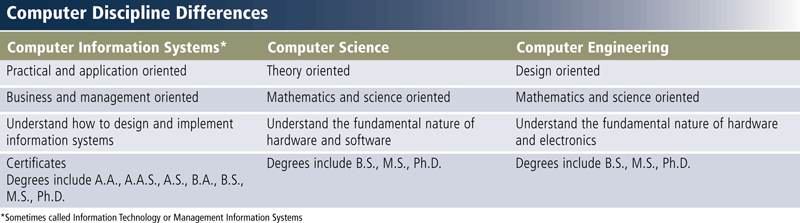 Computer Discipline Differences
Computer Information Systems*
Computer Science
Computer Engineering
Practical and application oriented
Theory oriented
Design oriented
Business and management oriented
Mathematics and science oriented
Mathematics and science oriented
Understand how to design and implement
information systems
Understand the fundamental nature of
hardware and software
Understand the fundamental nature of hardware
and electronics
Certificates
Degrees include A.A., A.A.S., A.S., B.A., B.S.,
M.S., Ph.D.
Degrees include B.S., M.S., Ph.D.
Degrees include B.S., M.S., Ph.D.
*Sometimes called Information Technology or Management Information Systems